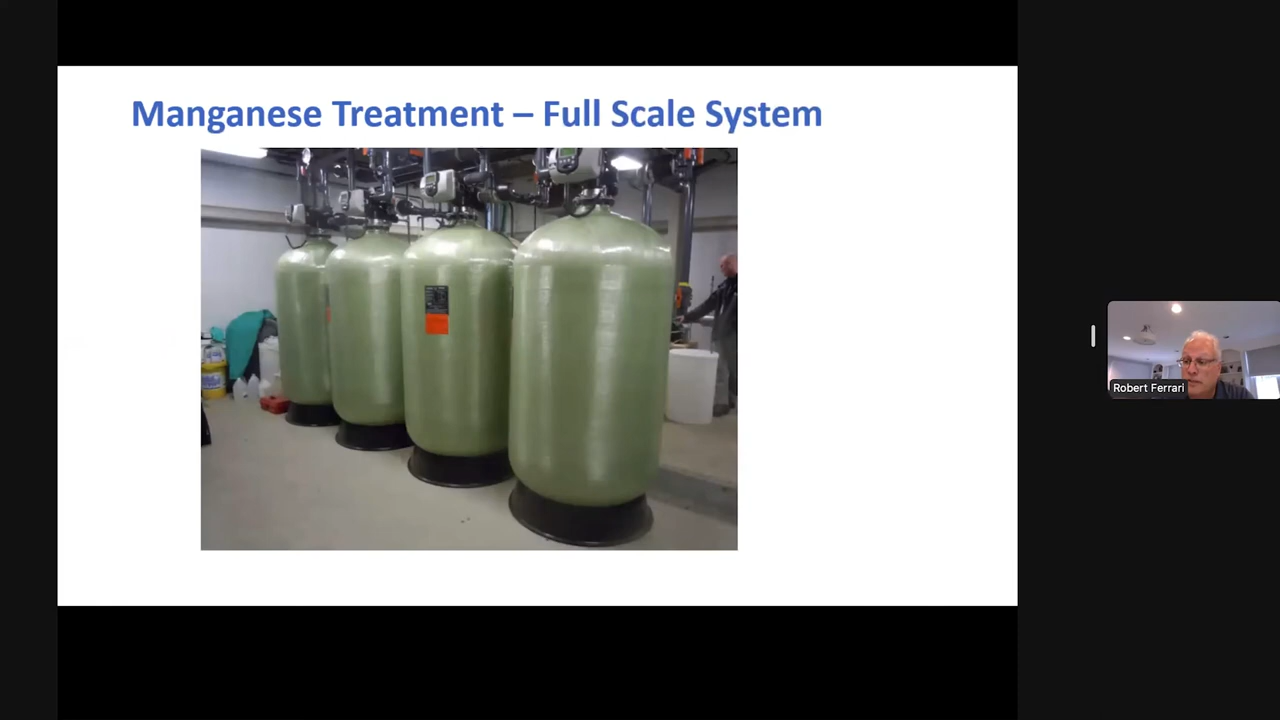 Manganese Treatment – Full Scale System
Robert Ferrari